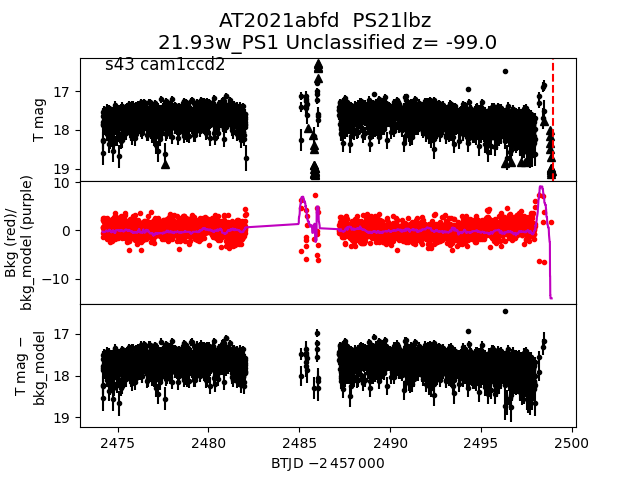 AT2021abfd PS21lbz
21.93w_PS1 Unclassified z= -99.0
s43 cam1ccd2
T mag
17
18
19
Bkg (red)/
bkg_model (purple)
10
0
−10
T mag −
bkg_model
17
18
19
2475 2480 2485 2490 2495 2500
BTJD −2 457 000